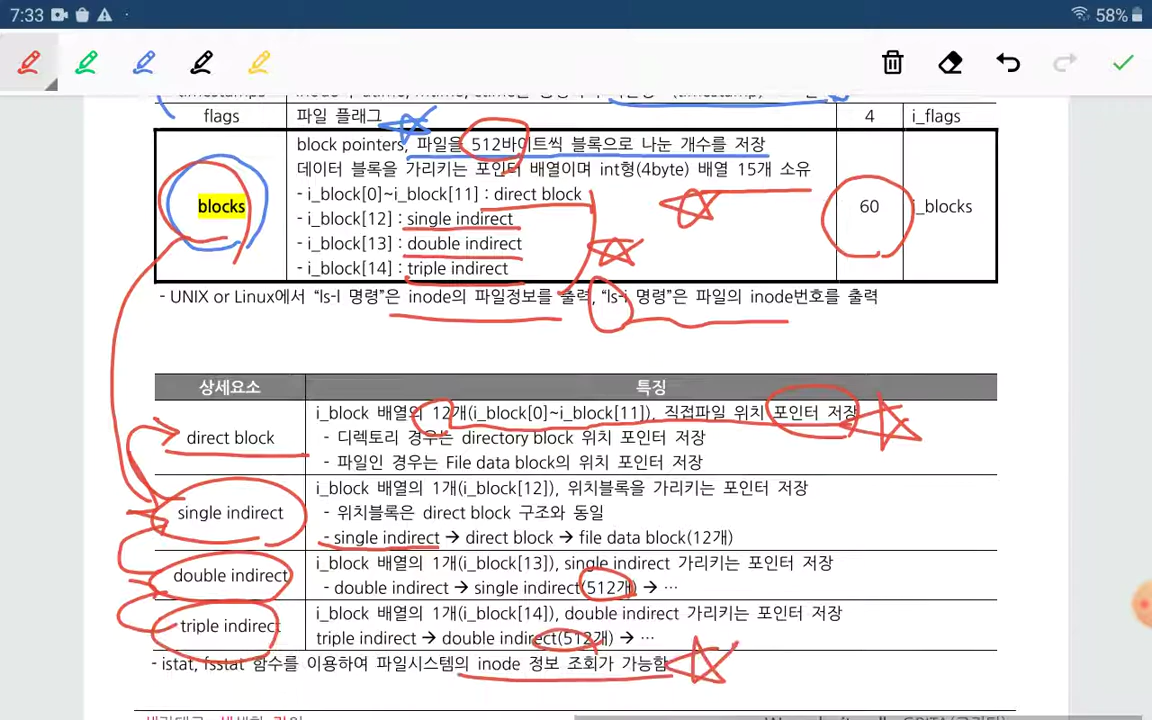 7:33
58%
timestamps
flags 파일 플래그 4 i_flags
block pointers, 파일을 512바이트씩 블록으로 나눈 개수를 저장
데이터 블록을 가리키는 포인터 배열이며 int형(4byte) 배열 15개 소유
- i_block[0]~i_block[11] : direct block
blocks 60 i_blocks
- i_block[12] : single indirect
- i_block[13] : double indirect
- i_block[14] : triple indirect
- UNIX or Linux에서 “ls-l 명령”은 inode의 파일정보를 출력, “ls-i 명령”은 파일의 inode번호를 출력
상세요소 특징
i_block 배열의 12개(i_block[0]~i_block[11]), 직접파일 위치 포인터 저장
direct block - 디렉토리 경우는 directory block 위치 포인터 저장
- 파일인 경우는 File data block의 위치 포인터 저장
i_block 배열의 1개(i_block[12]), 위치블록을 가리키는 포인터 저장
single indirect - 위치블록은 direct block 구조와 동일
- single indirect → direct block → file data block(12개)
i_block 배열의 1개(i_block[13]), single indirect 가리키는 포인터 저장
double indirect - double indirect → single indirect(512개) → …
i_block 배열의 1개(i_block[14]), double indirect 가리키는 포인터 저장
triple indirect triple indirect → double indirect(512개) → …
- istat, fsstat 함수를 이용하여 파일시스템의 inode 정보 조회가 가능함